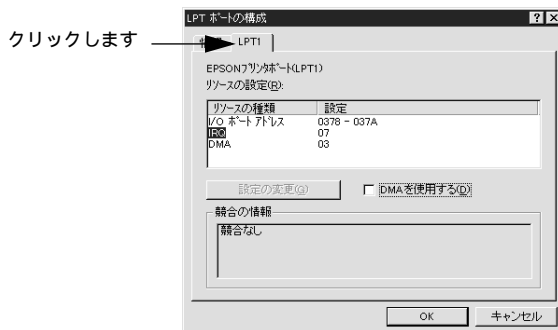 LPT ポートの構成
クリックします
LPT1
EPSONプリンタポート(LPT1)
リソースの設定(R):
リソースの種類 設定
I/O ポート アドレス 0378 - 037A
IRQ 07
DMA 03
設定の変更(G) DMAを使用する(D)
競合の情報
競合なし
OK キャンセル